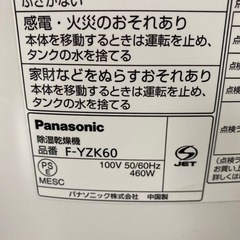 ふさがない
感電・火災のおそれあり
本体を移動するときは運転を止め、
タンクの水を捨てる
家財などをぬらすおそれあり
本体を移動するときは運転を止め、
タンクの水を捨てる
Panasonic
除湿乾燥機
品番 F-YZK60
100V 50/60Hz
460W
PS
E
MESC
JET
パナソニック株式会社 中国製
点検